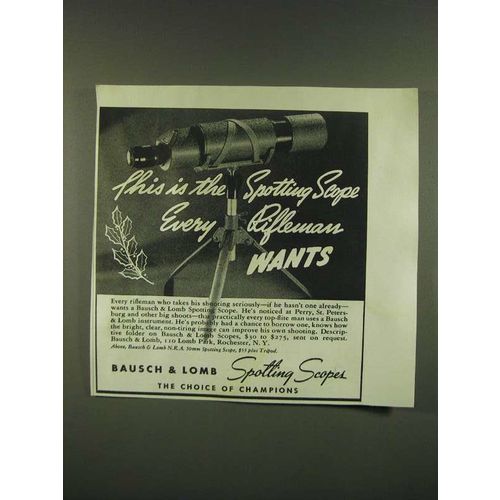 This is the Spotting Scope
Every Rifleman
WANTS
Every rifleman who takes his shooting seriously—if he hasn't one already—
wants a Bausch & Lomb Spotting Scope. He's noticed at Perry, St. Peters-
burg and other big shoots—that practically every top-flite man uses a Bausch
& Lomb instrument. He's probably had a chance to borrow one, knows how
the bright, clear, non-tiring image can improve his own shooting. Descrip-
tive folder on Bausch & Lomb Scopes, $30 to $275, sent on request.
Bausch & Lomb, 110 Lomb Park, Rochester, N. Y.
Above, Bausch & Lomb N.R.A. 50mm Spotting Scope, $55 plus Tripod.
BAUSCH & LOMB Spotting Scopes
THE CHOICE OF CHAMPIONS